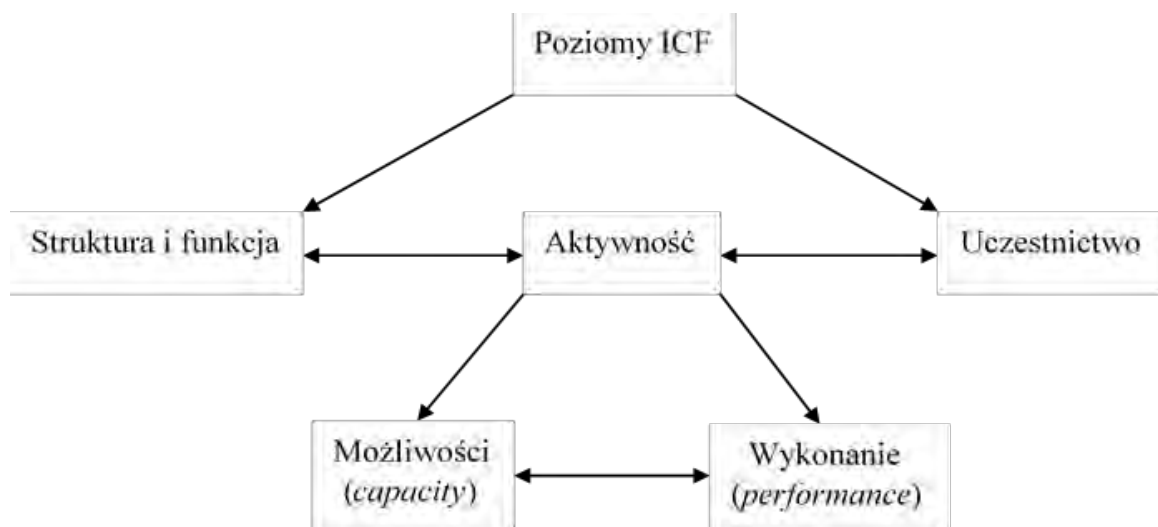 Poziomy ICF
Struktura i funkcja
Aktywność
Uczestnictwo
Możliwości
(capacity)
Wykonanie
(performance)